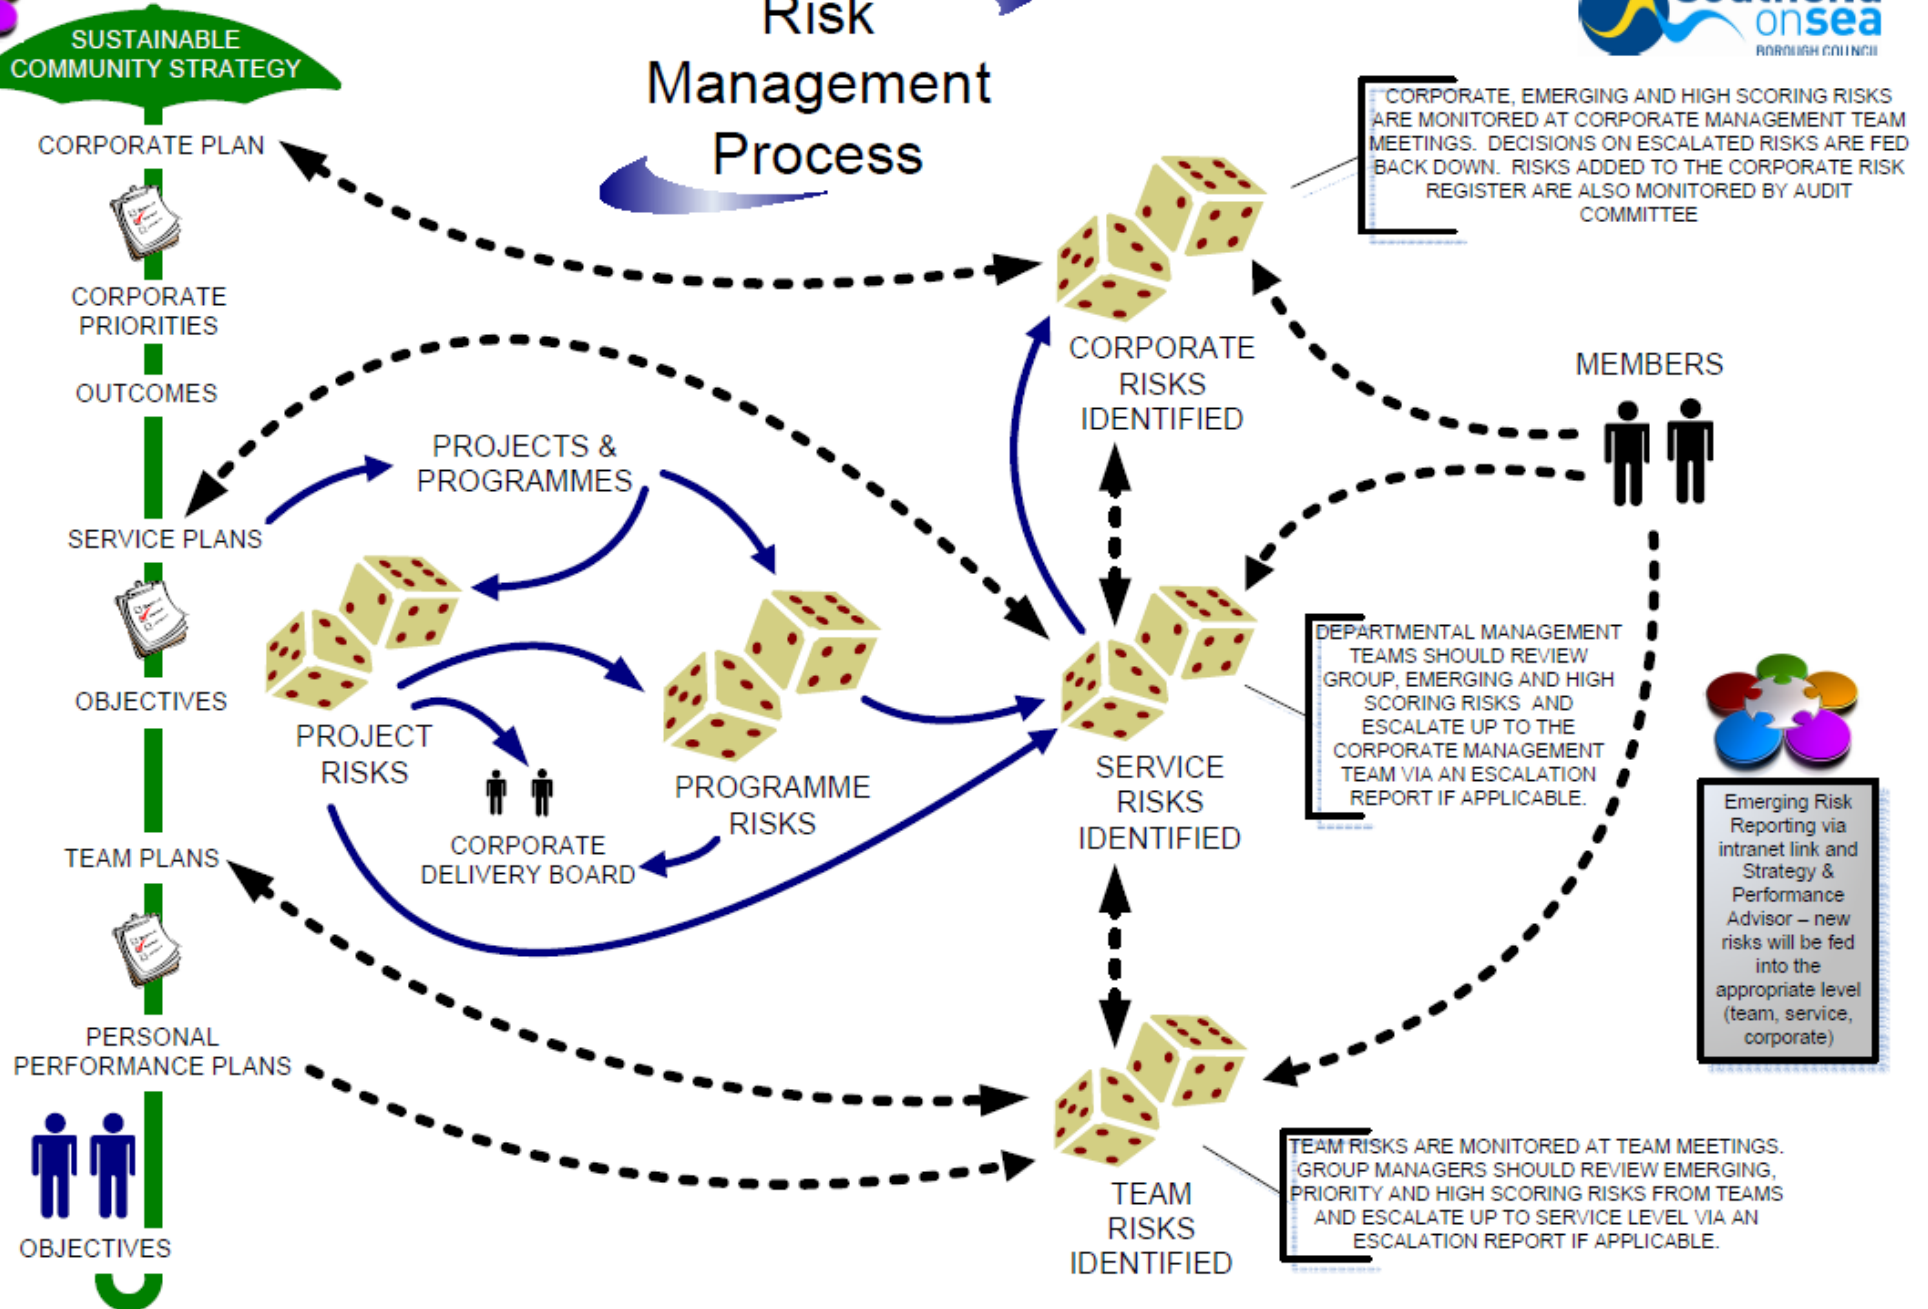 Risk
Management
Process
SUSTAINABLE
COMMUNITY STRATEGY
CORPORATE PLAN
CORPORATE
PRIORITIES
OUTCOMES
SERVICE PLANS
OBJECTIVES
TEAM PLANS
PERSONAL
PERFORMANCE PLANS
OBJECTIVES
PROJECTS &
PROGRAMMES
PROJECT
RISKS
PROGRAMME
RISKS
CORPORATE
DELIVERY BOARD
CORPORATE
RISKS
IDENTIFIED
SERVICE
RISKS
IDENTIFIED
TEAM
RISKS
IDENTIFIED
Southend
onsea
BOROUGH COUNCIL
CORPORATE, EMERGING AND HIGH SCORING RISKS
ARE MONITORED AT CORPORATE MANAGEMENT TEAM
MEETINGS. DECISIONS ON ESCALATED RISKS ARE FED
BACK DOWN. RISKS ADDED TO THE CORPORATE RISK
REGISTER ARE ALSO MONITORED BY AUDIT
COMMITTEE
MEMBERS
DEPARTMENTAL MANAGEMENT
TEAMS SHOULD REVIEW
GROUP, EMERGING AND HIGH
SCORING RISKS AND
ESCALATE UP TO THE
CORPORATE MANAGEMENT
TEAM VIA AN ESCALATION
REPORT IF APPLICABLE.
Emerging Risk
Reporting via
intranet link and
Strategy &
Performance
Advisor – new
risks will be fed
into the
appropriate level
(team, service,
corporate)
TEAM RISKS ARE MONITORED AT TEAM MEETINGS.
GROUP MANAGERS SHOULD REVIEW EMERGING,
PRIORITY AND HIGH SCORING RISKS FROM TEAMS
AND ESCALATE UP TO SERVICE LEVEL VIA AN
ESCALATION REPORT IF APPLICABLE.